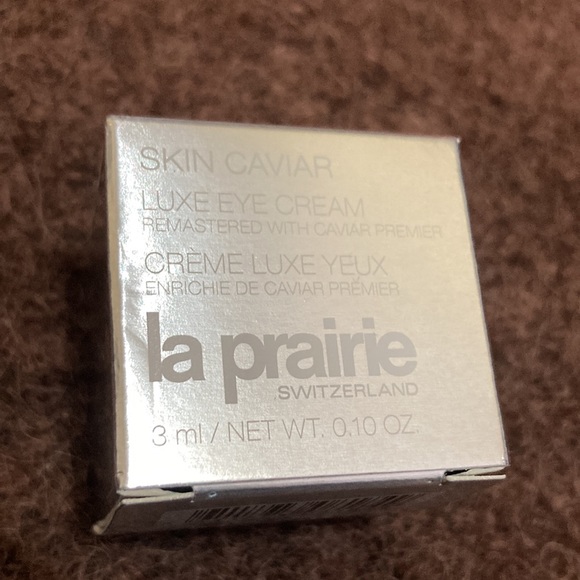 SKIN CAVIAR
LUXE EYE CREAM
REMASTERED WITH CAVIAR PREMIER
CRÈME LUXE YEUX
ENRICHIE DE CAVIAR PREMIER
la prairie
SWITZERLAND
3 ml / NET WT. 0.10 OZ.